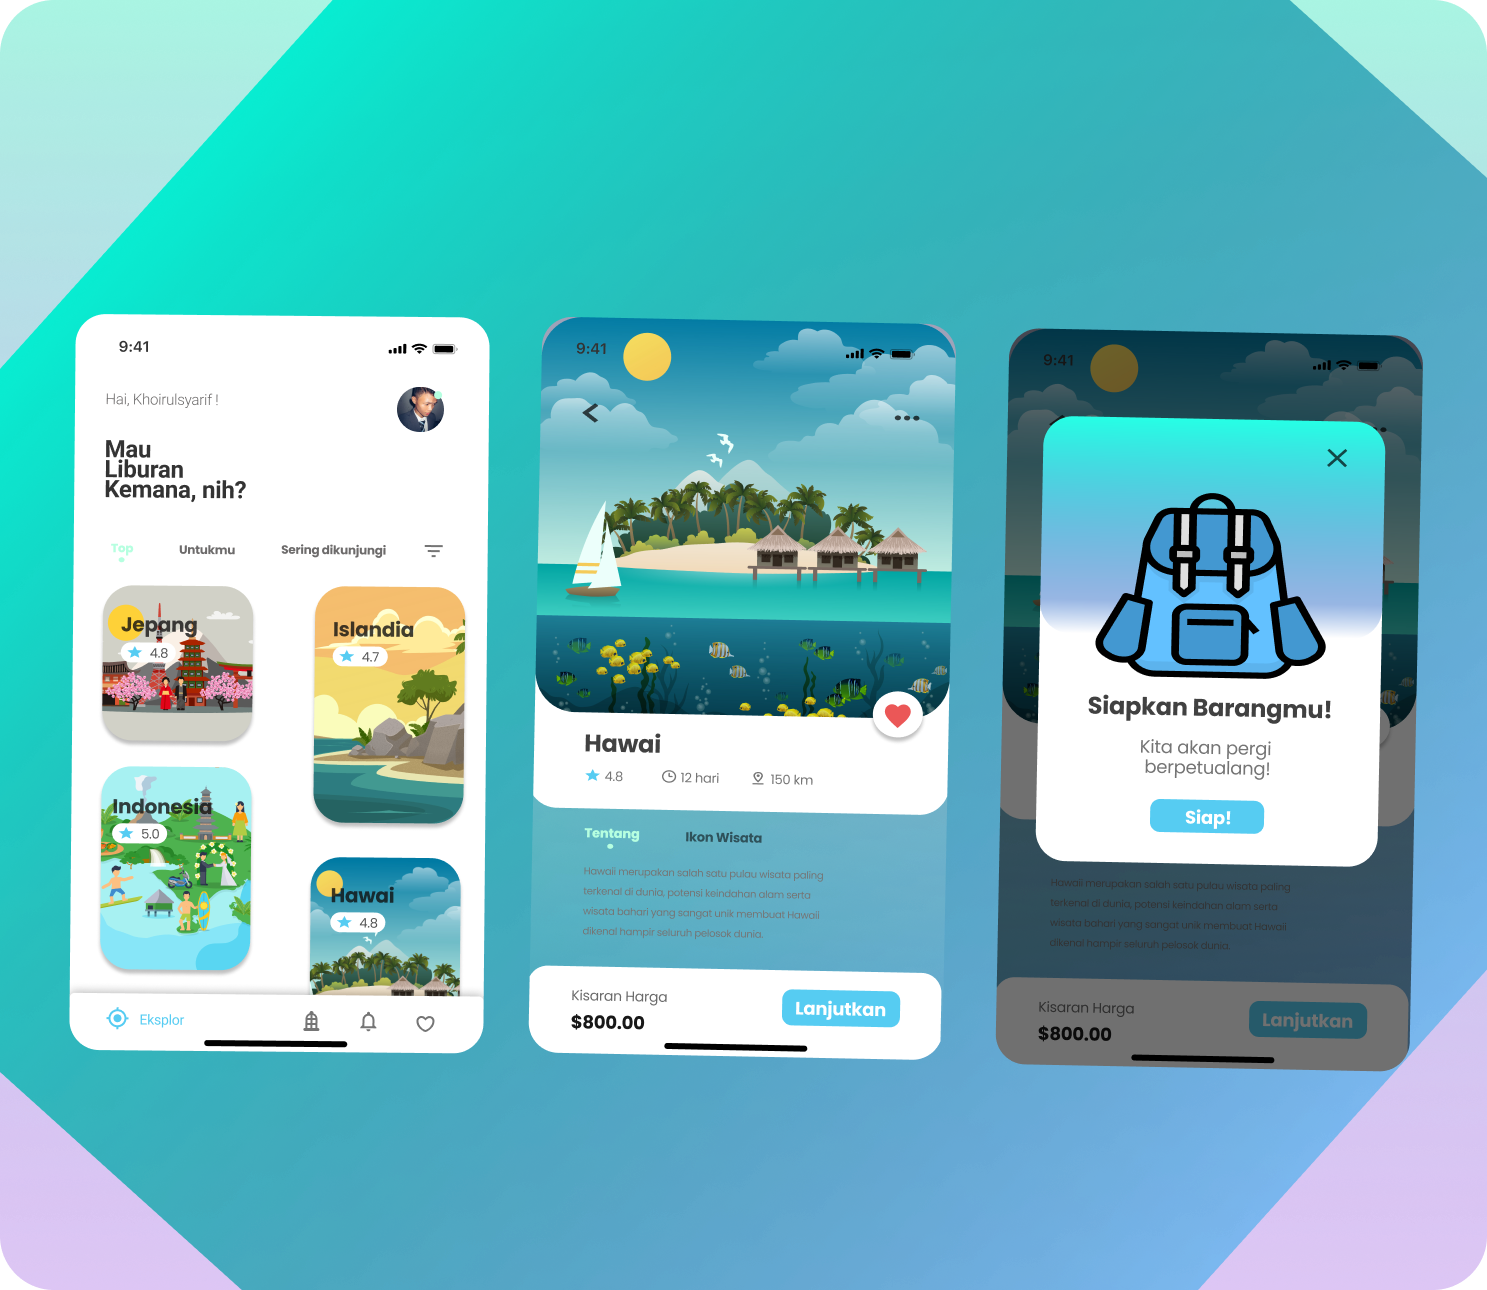 9:41
Hai, Khoirulsyarif !
Mau
Liburan
Kemana, nih?
Top
Untukmu
Sering dikunjungi
Jepang
4.8
Islandia
4.7
Indonesia
5.0
Hawai
4.8
Eksplor
9:41
Hawai
4.8
12 hari
150 km
Tentang
Ikon Wisata
Hawaii merupakan salah satu pulau wisata paling
terkenal di dunia, potensi keindahan alam serta
wisata bahari yang sangat unik membuat Hawaii
dikenal hampir seluruh pelosok dunia.
Kisaran Harga
$800.00
Lanjutkan
9:41
Siapkan Barangmu!
Kita akan pergi
berpetualang!
Siap!
Hawaii merupakan salah satu pulau wisata paling
terkenal di dunia, potensi keindahan alam serta
wisata bahari yang sangat unik membuat Hawaii
dikenal hampir seluruh pelosok dunia.
Kisaran Harga
$800.00
Lanjutkan